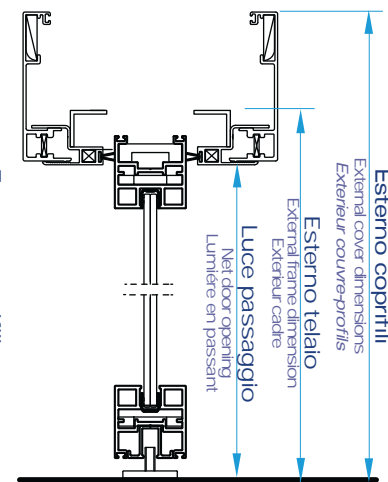 Esterno coprifili
External cover dimensions
Exterieur couvre-profils
Esterno telaio
External frame dimension
Exterieur cadre
Luce passaggio
Net door opening
Lumiére en passant